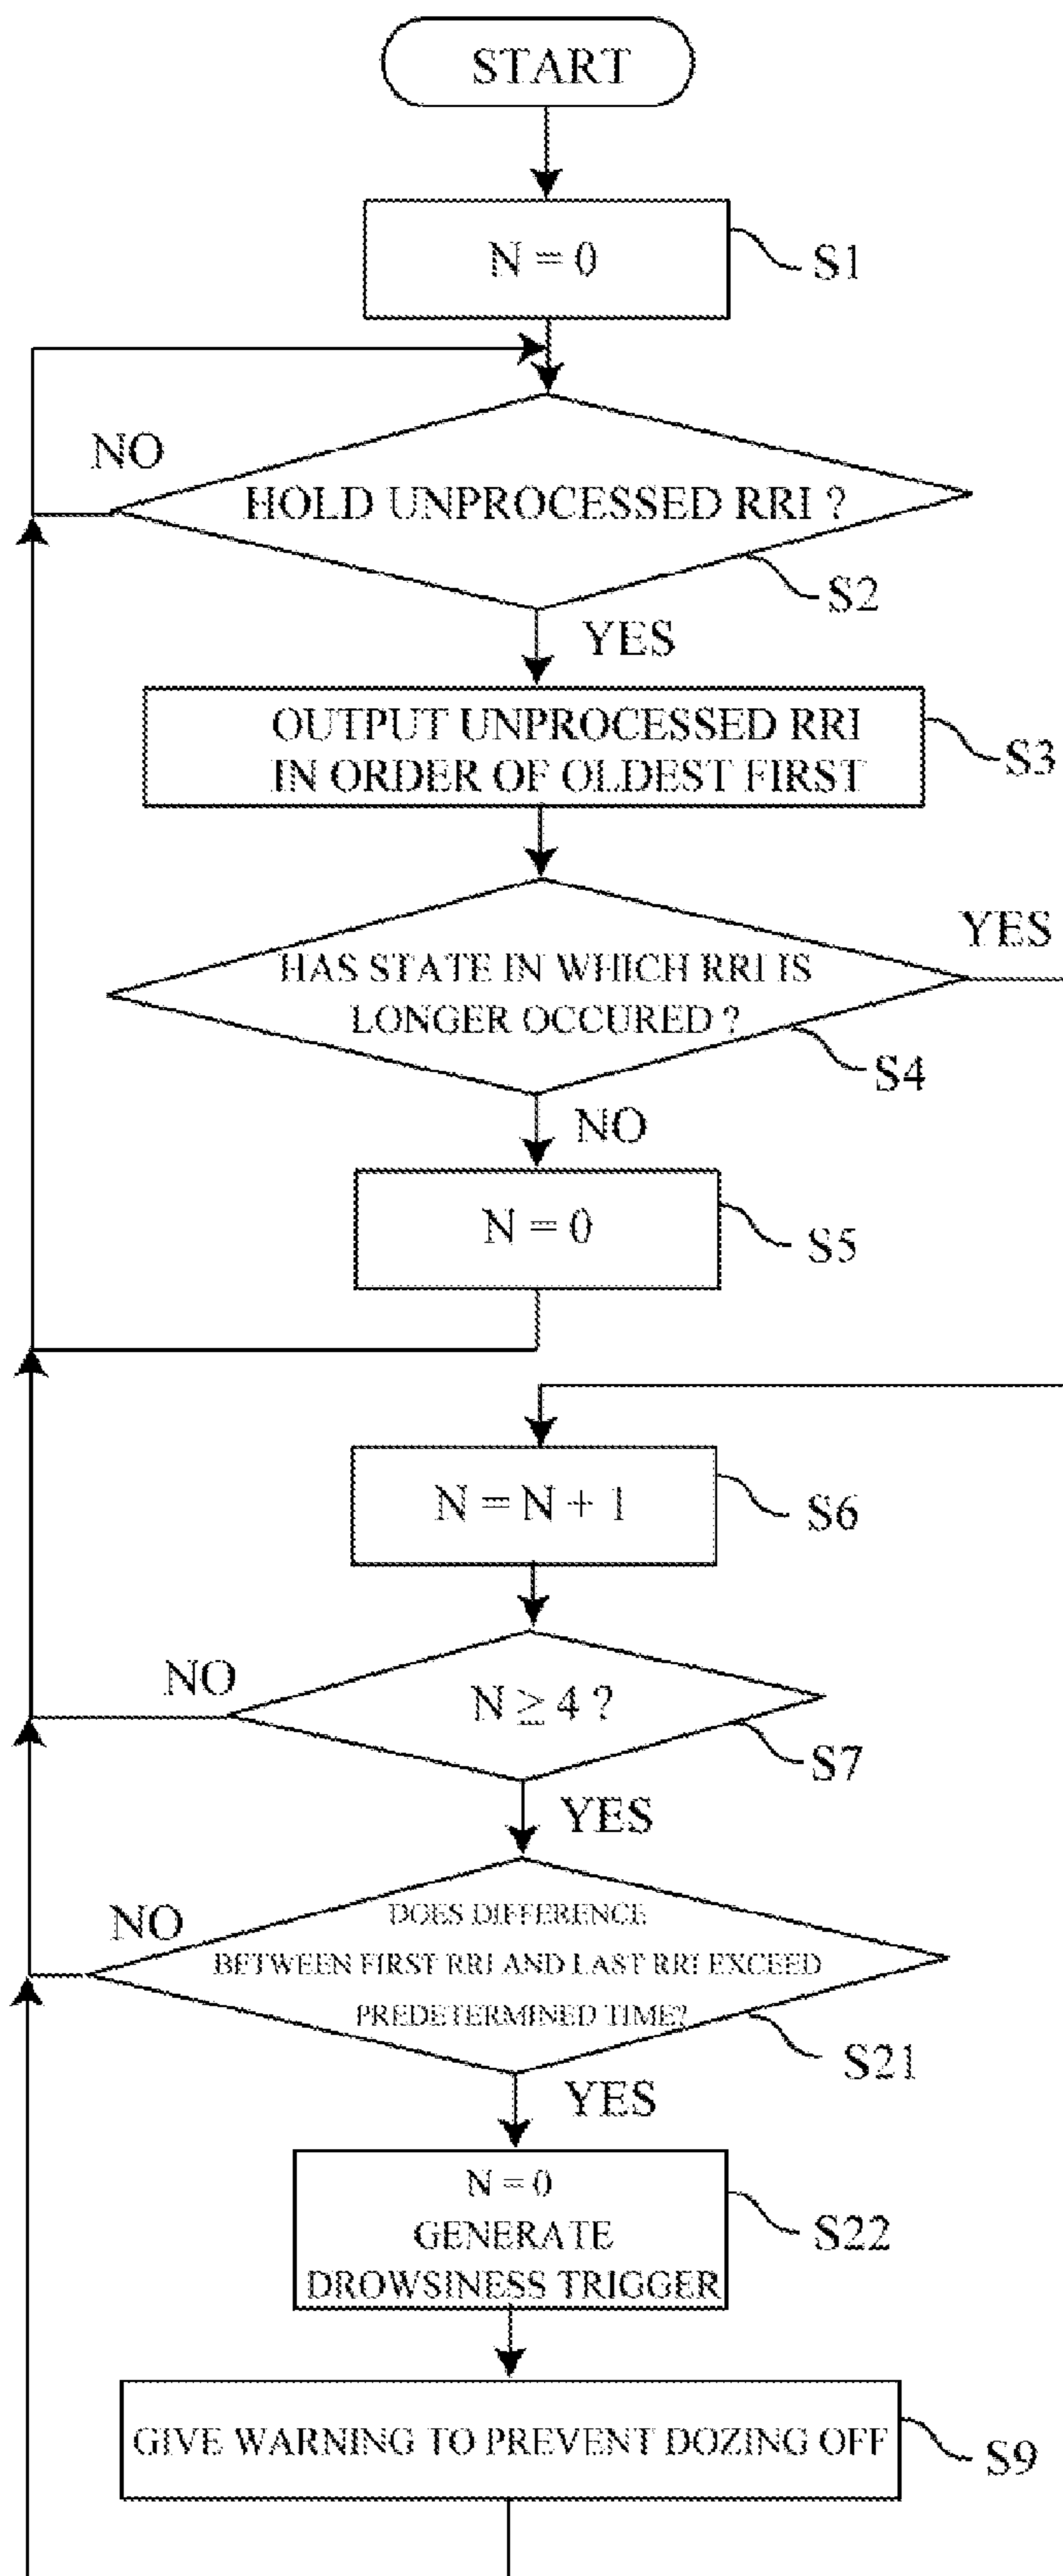 START
N = 0
S1
NO
HOLD UNPROCESSED RRI ?
S2
YES
OUTPUT UNPROCESSED RRI
IN ORDER OF OLDEST FIRST
S3
YES
HAS STATE IN WHICH RRI IS
LONGER OCCURED ?
S4
NO
N = 0
S5
N = N + 1
S6
NO
N ≥ 4 ?
S7
YES
NO
DOES DIFFERENCE
BETWEEN FIRST RRI AND LAST RRI EXCEED
PREDETERMINED TIME?
S21
YES
N = 0
GENERATE
DROWSINESS TRIGGER
S22
GIVE WARNING TO PREVENT DOZING OFF
S9